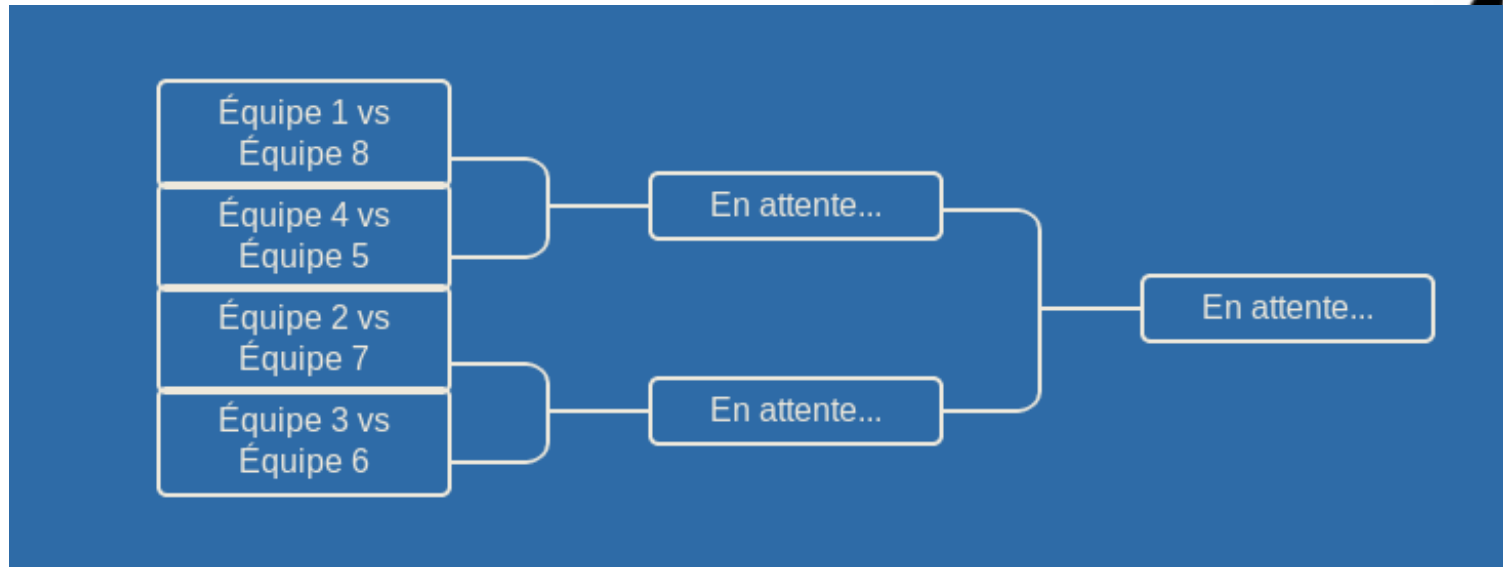 Équipe 1 vs
Équipe 8
Équipe 4 vs
Équipe 5
Équipe 2 vs
Équipe 7
Équipe 3 vs
Équipe 6
En attente...
En attente...
En attente...